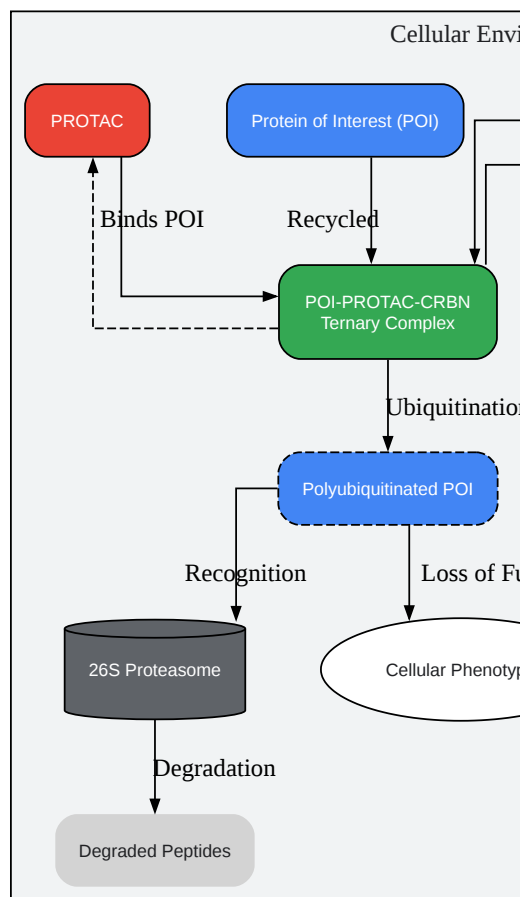 Cellular Envi
PROTAC
Protein of Interest (POI)
Binds POI
Recycled
POI-PROTAC-CRBN
Ternary Complex
Ubiquitination
Polyubiquitinated POI
Recognition
Loss of Fu
26S Proteasome
Cellular Phenotyp
Degradation
Degraded Peptides